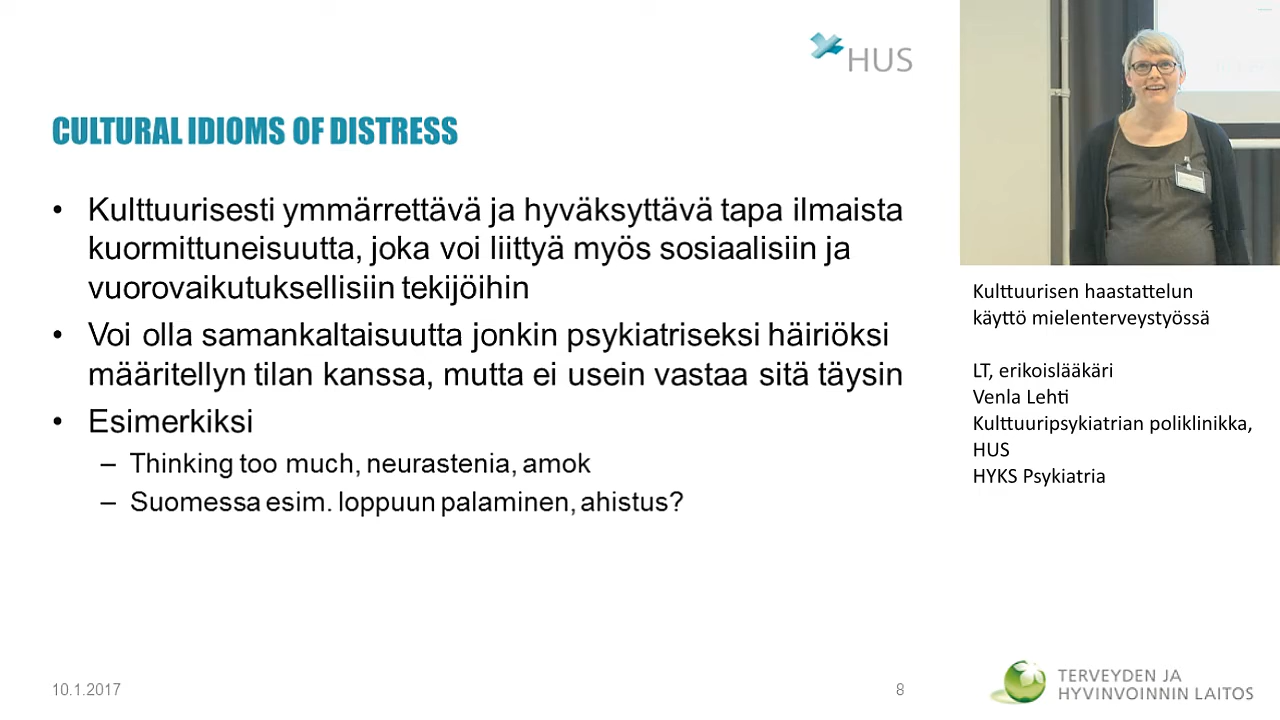 HUS
CULTURAL IDIOMS OF DISTRESS
• Kulttuurisesti ymmärrettävä ja hyväksyttävä tapa ilmaista
kuormittuneisuutta, joka voi liittyä myös sosiaalisiin ja
vuorovaikutuksellisiin tekijöihin
• Voi olla samankaltaisuutta jonkin psykiatriseksi häiriöksi
määritellyn tilan kanssa, mutta ei usein vastaa sitä täysin
• Esimerkiksi
– Thinking too much, neurastenia, amok
– Suomessa esim. loppuun palaminen, ahistus?
10.1.2017
8
Kulttuurisen haastattelun
käyttö mielenterveystyössä
LT, erikoislääkäri
Venla Lehti
Kulttuuripsykiatrian poliklinikka,
HUS
HYKS Psykiatria
TERVEYDEN JA
HYVINVOINNIN LAITOS